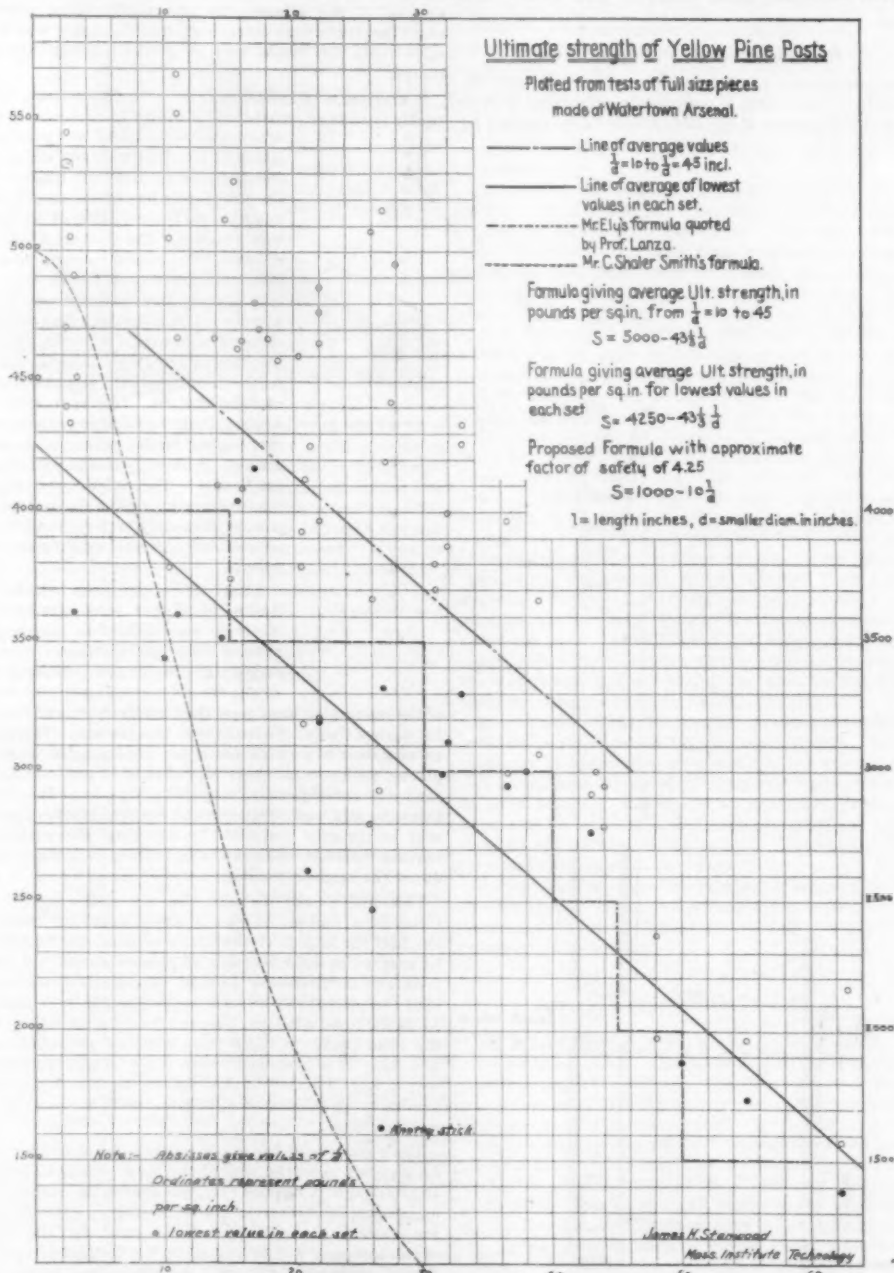 10 20 30
Ultimate strength of Yellow Pine Posts
Plotted from tests of full size pieces
made at Watertown Arsenal.
Line of average values
l/d = 10 to l/d = 45 incl.
Line of average of lowest
values in each set.
Mr. Ely's formula quoted
by Prof. Lanza.
Mr. C. Shaler Smith's formula.
Formula giving average Ult. strength, in
pounds per sq. in. from l/d = 10 to 45
S = 5000 - 43⅓ l/d
Formula giving average Ult strength, in
pounds per sq. in. for lowest values in
each set S = 4250 - 43⅓ l/d
Proposed Formula with approximate
factor of safety of 4.25
S = 1000 - 10 l/d
l = length inches, d = smaller diam. in inches.
5500
5000
4500
4000 4000
3500 3500
3000 3000
2500 2500
2000
Knotty stick.
1500 1500
Note:- Absissas give values of l/d
Ordinates represent pounds
per sq. inch.
• lowest value in each set.
James H. Stanwood
Mass. Institute Technology
10 20